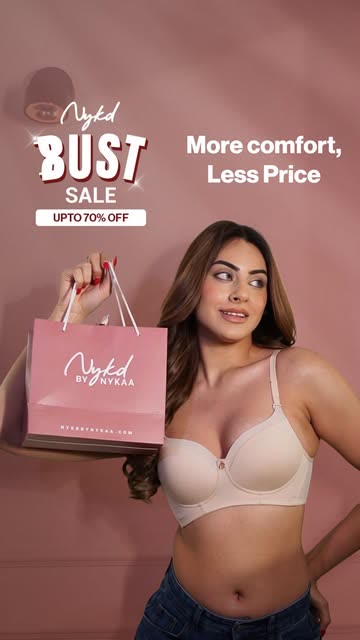 Nykd
BUST
SALE
UPTO 70% OFF
More comfort,
Less Price
Nykd
BY NYKAA
NYKDBYNYKAA.COM